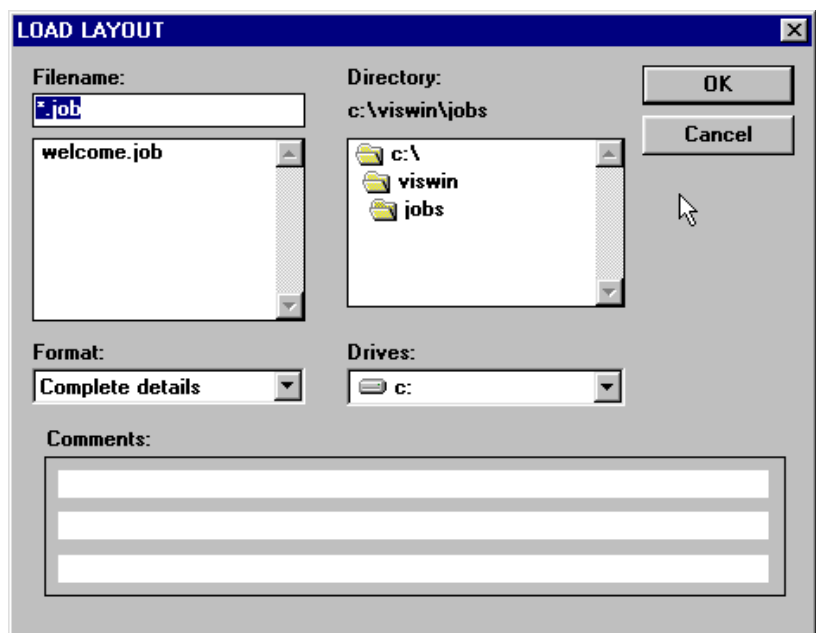 LOAD LAYOUT
Filename:
*.job
welcome.job
Directory:
c:\viswin\jobs
c:\
viswin
jobs
OK
Cancel
Format:
Complete details
Drives:
c:
Comments: